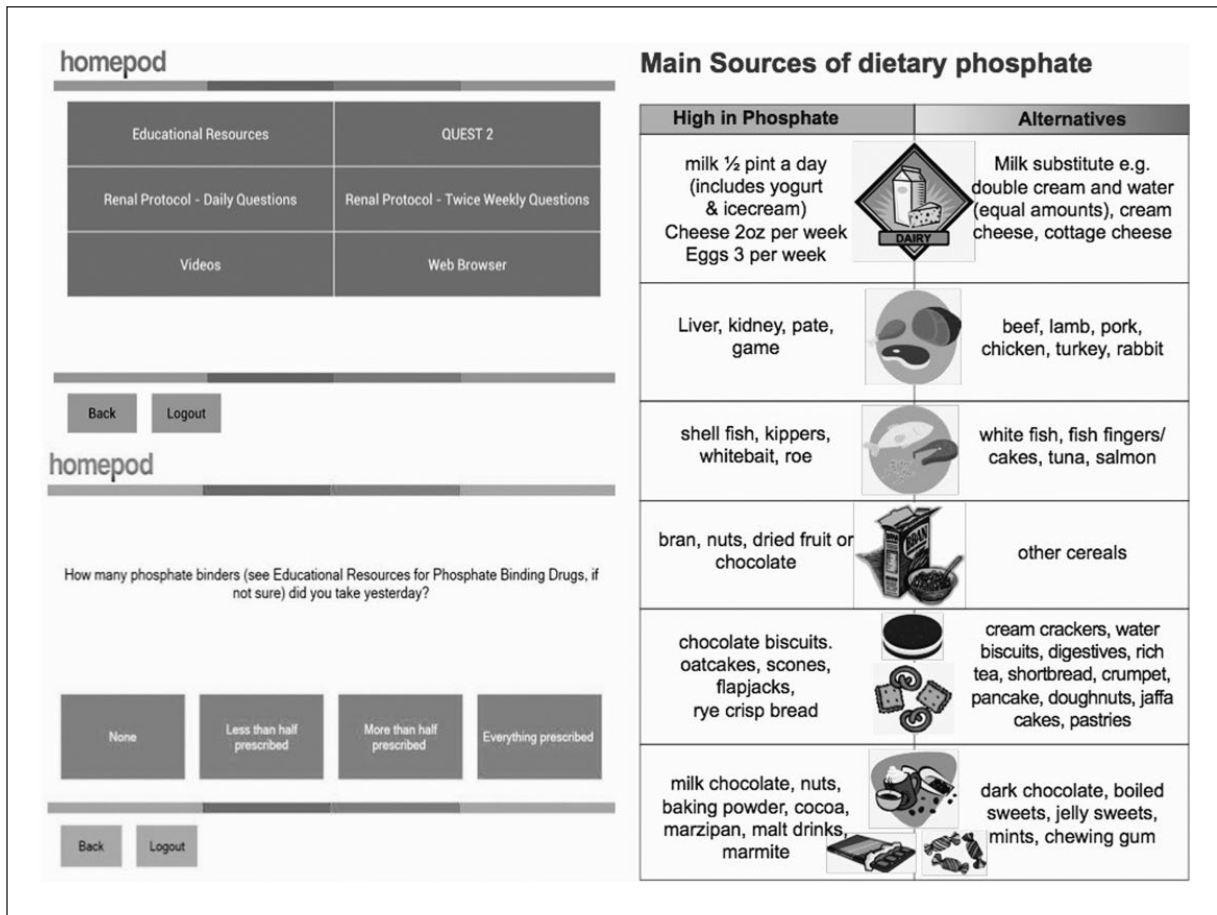 homepod
Educational Resources
QUEST 2
Renal Protocol - Daily Questions
Renal Protocol - Twice Weekly Questions
Videos
Web Browser
Back
Logout
homepod
How many phosphate binders (see Educational Resources for Phosphate Binding Drugs, if
not sure) did you take yesterday?
None
Less than half
prescribed
More than half
prescribed
Everything prescribed
Back
Logout
Main Sources of dietary phosphate
High in Phosphate
Alternatives
milk ½ pint a day
(includes yogurt
& icecream)
Cheese 2oz per week
Eggs 3 per week
DAIRY
Milk substitute e.g.
double cream and water
(equal amounts), cream
cheese, cottage cheese
Liver, kidney, pate,
game
beef, lamb, pork,
chicken, turkey, rabbit
shell fish, kippers,
whitebait, roe
white fish, fish fingers/
cakes, tuna, salmon
bran, nuts, dried fruit or
chocolate
BRAN
other cereals
chocolate biscuits.
oatcakes, scones,
flapjacks,
rye crisp bread
cream crackers, water
biscuits, digestives, rich
tea, shortbread, crumpet,
pancake, doughnuts, jaffa
cakes, pastries
milk chocolate, nuts,
baking powder, cocoa,
marzipan, malt drinks,
marmite
dark chocolate, boiled
sweets, jelly sweets,
mints, chewing gum